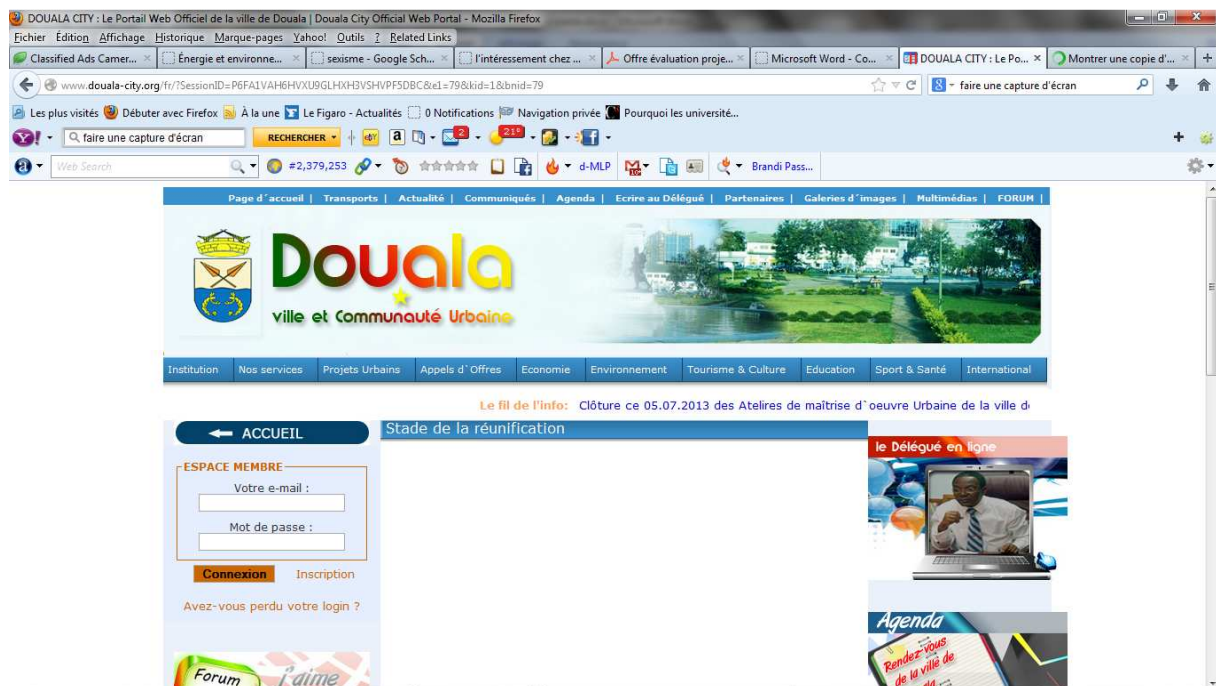 DOUALA CITY : Le Portail Web Officiel de la ville de Douala | Douala City Official Web Portal - Mozilla Firefox
Fichier Édition Affichage Historique Marque-pages Yahoo! Outils ? Related Links
Classified Ads Camer... Énergie et environne... sexisme - Google Sch... l'intéressement chez ... Offre évaluation proje... Microsoft Word - Co... DOUALA CITY : Le Po... Montrer une copie d'...
www.douala-city.org/fr/?SessionID=P6FA1VAH6HVXU9GLHXH3VSHVPF5DBC&e1=79&kid=1&bnid=79 faire une capture d'écran
Les plus visités Débuter avec Firefox À la une Le Figaro - Actualités 0 Notifications Navigation privée Pourquoi les université...
faire une capture d'écran RECHERCHER 2 21°
Web Search #2,379,253 d-MLP Brandi Pass...
Page d´accueil | Transports | Actualité | Communiqués | Agenda | Ecrire au Délégué | Partenaires | Galeries d´images | Multimédias | FORUM |
Douala
ville et Communauté Urbaine
Institution Nos services Projets Urbains Appels d`Offres Economie Environnement Tourisme & Culture Education Sport & Santé International
Le fil de l'info: Clôture ce 05.07.2013 des Atelires de maîtrise d`oeuvre Urbaine de la ville d
ACCUEIL
Stade de la réunification
le Délégué en ligne
ESPACE MEMBRE
Votre e-mail :
Mot de passe :
Connexion Inscription
Avez-vous perdu votre login ?
Agenda
Rendez-vous
de la ville de
Forum j'aime